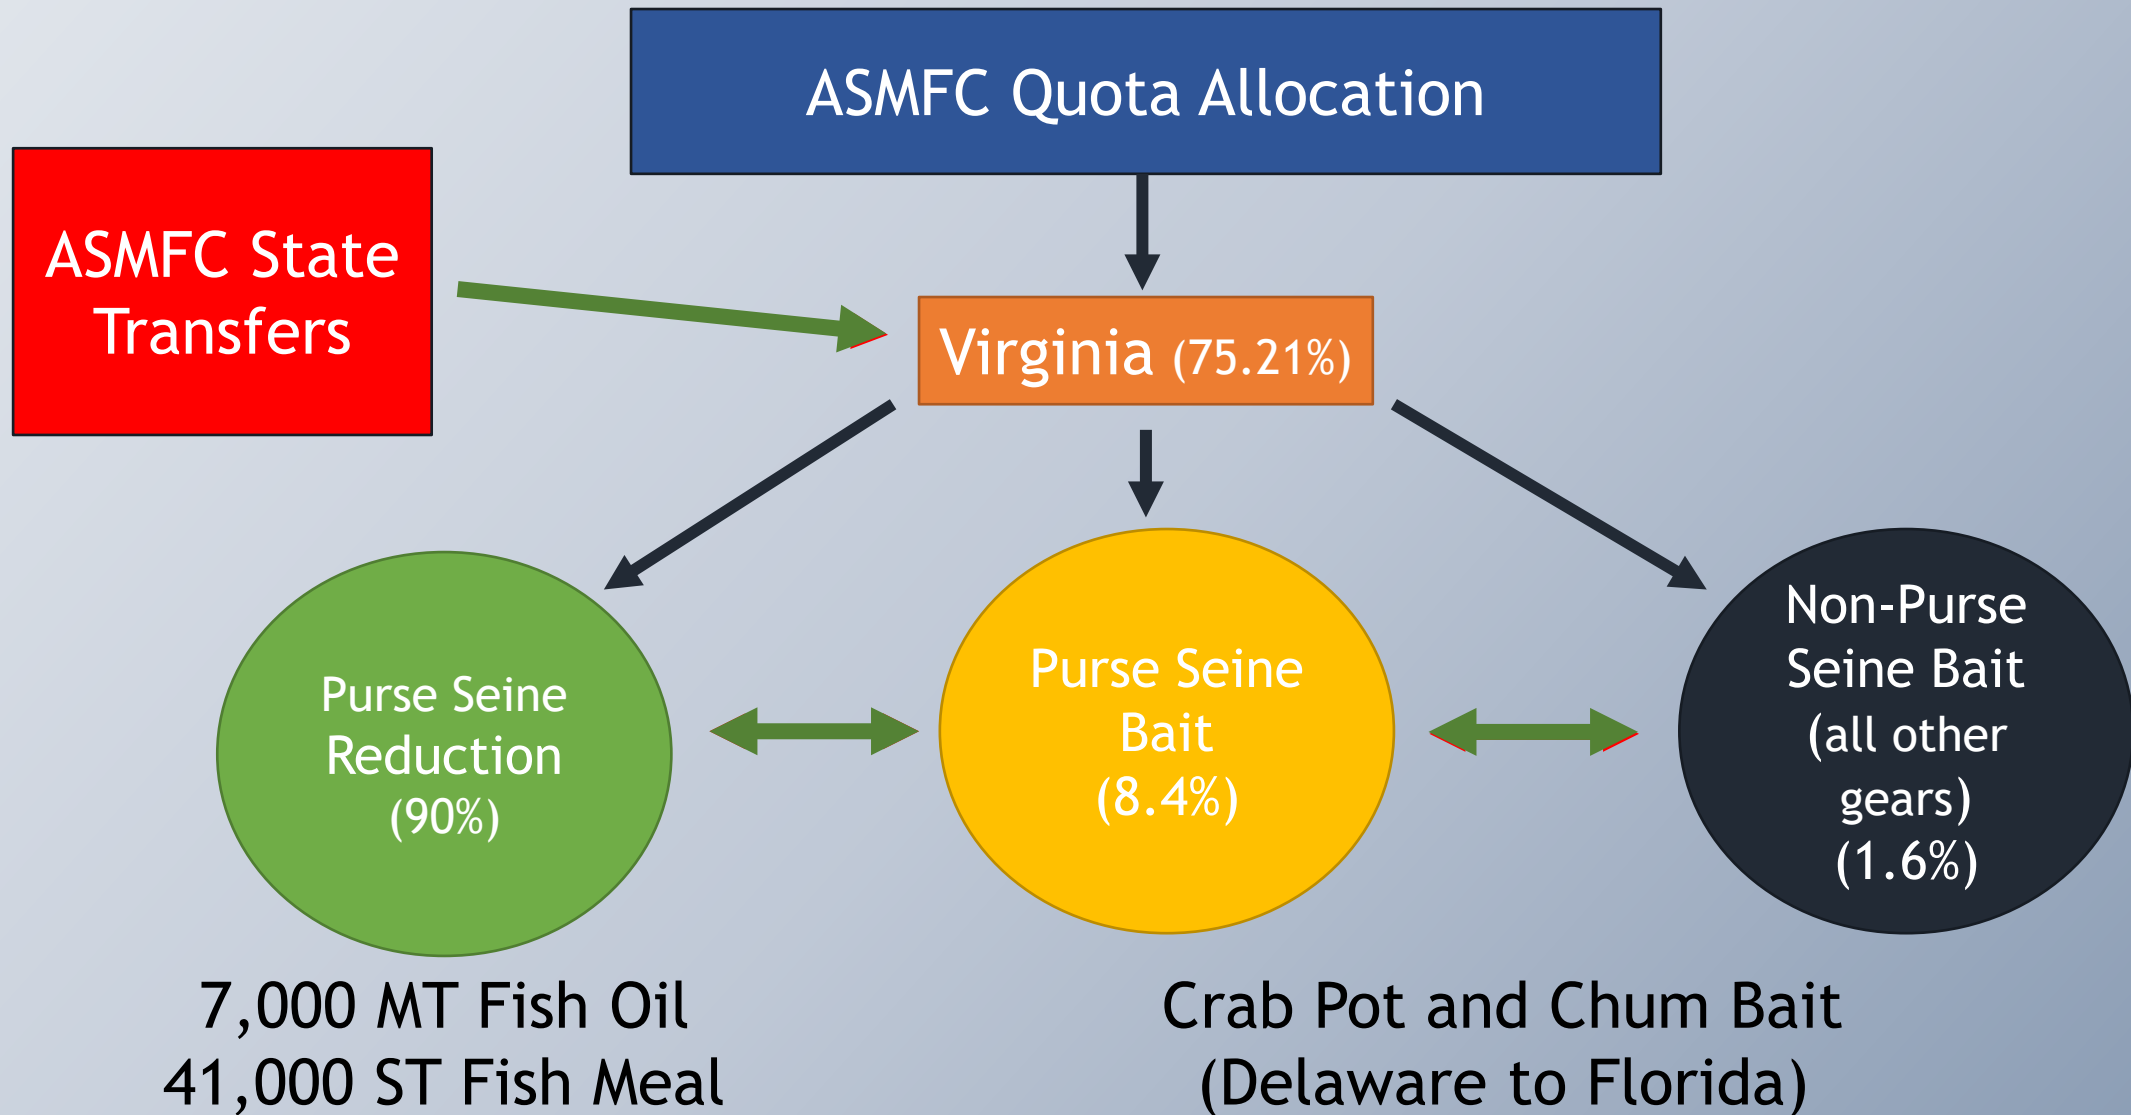 ASMFC Quota Allocation
ASMFC State
Transfers
Virginia (75.21%)
Purse Seine
Reduction
(90%)
Purse Seine
Bait
(8.4%)
Non-Purse
Seine Bait
(all other
gears)
(1.6%)
7,000 MT Fish Oil
41,000 ST Fish Meal
Crab Pot and Chum Bait
(Delaware to Florida)